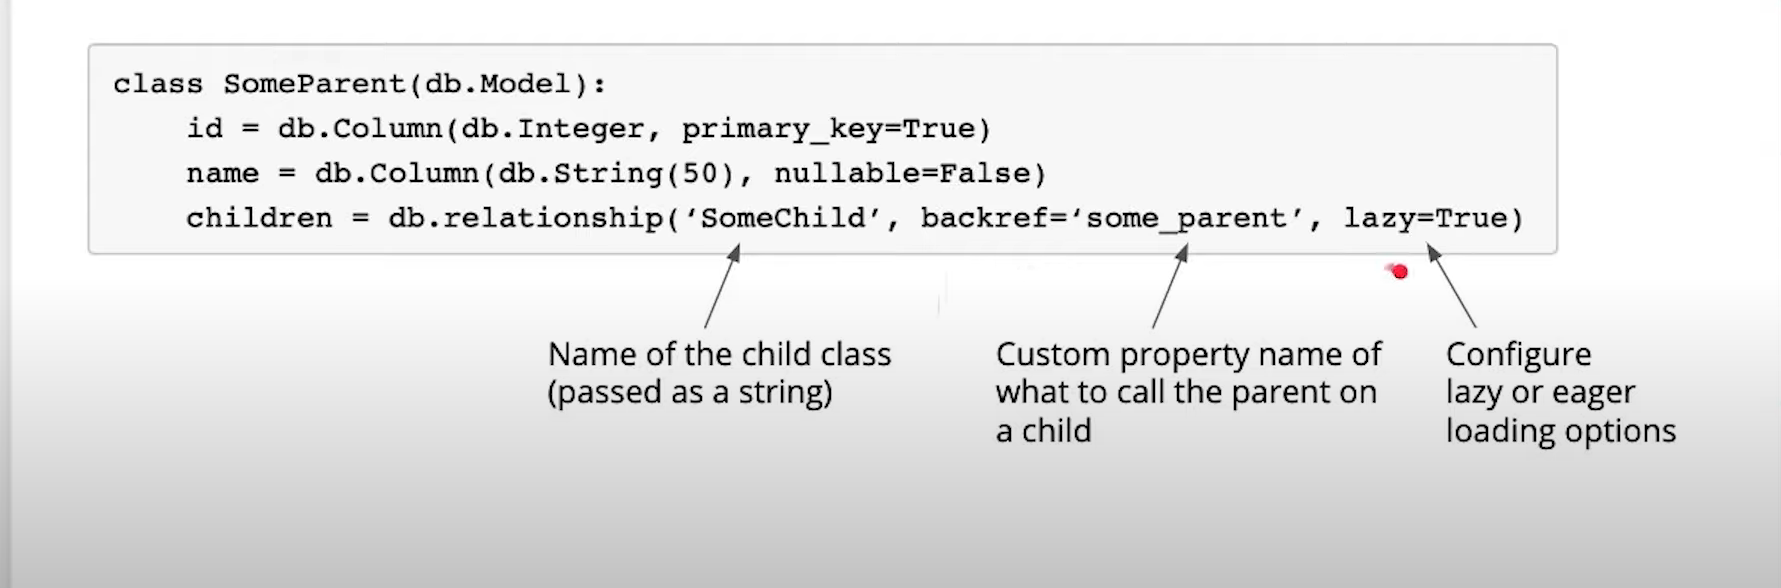 class SomeParent(db.Model):
    id = db.Column(db.Integer, primary_key=True)
    name = db.Column(db.String(50), nullable=False)
    children = db.relationship(‘SomeChild’, backref=‘some_parent’, lazy=True)
Name of the child class
(passed as a string)
Custom property name of
what to call the parent on
a child
Configure
lazy or eager
loading options